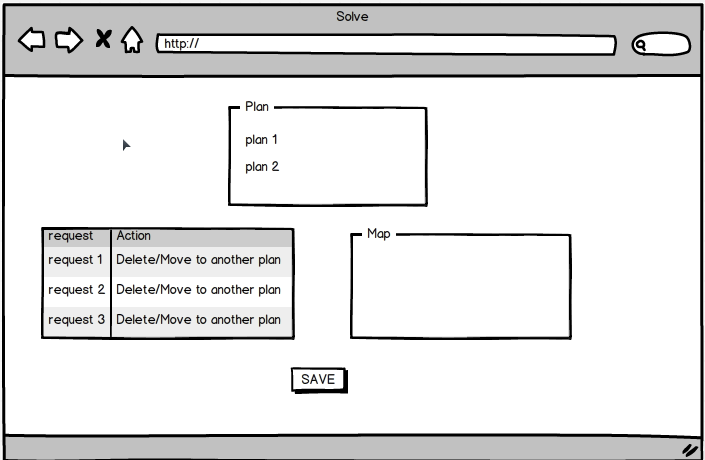 Solve
http://
Plan
plan 1
plan 2
request Action
request 1 Delete/Move to another plan
request 2 Delete/Move to another plan
request 3 Delete/Move to another plan
Map
SAVE